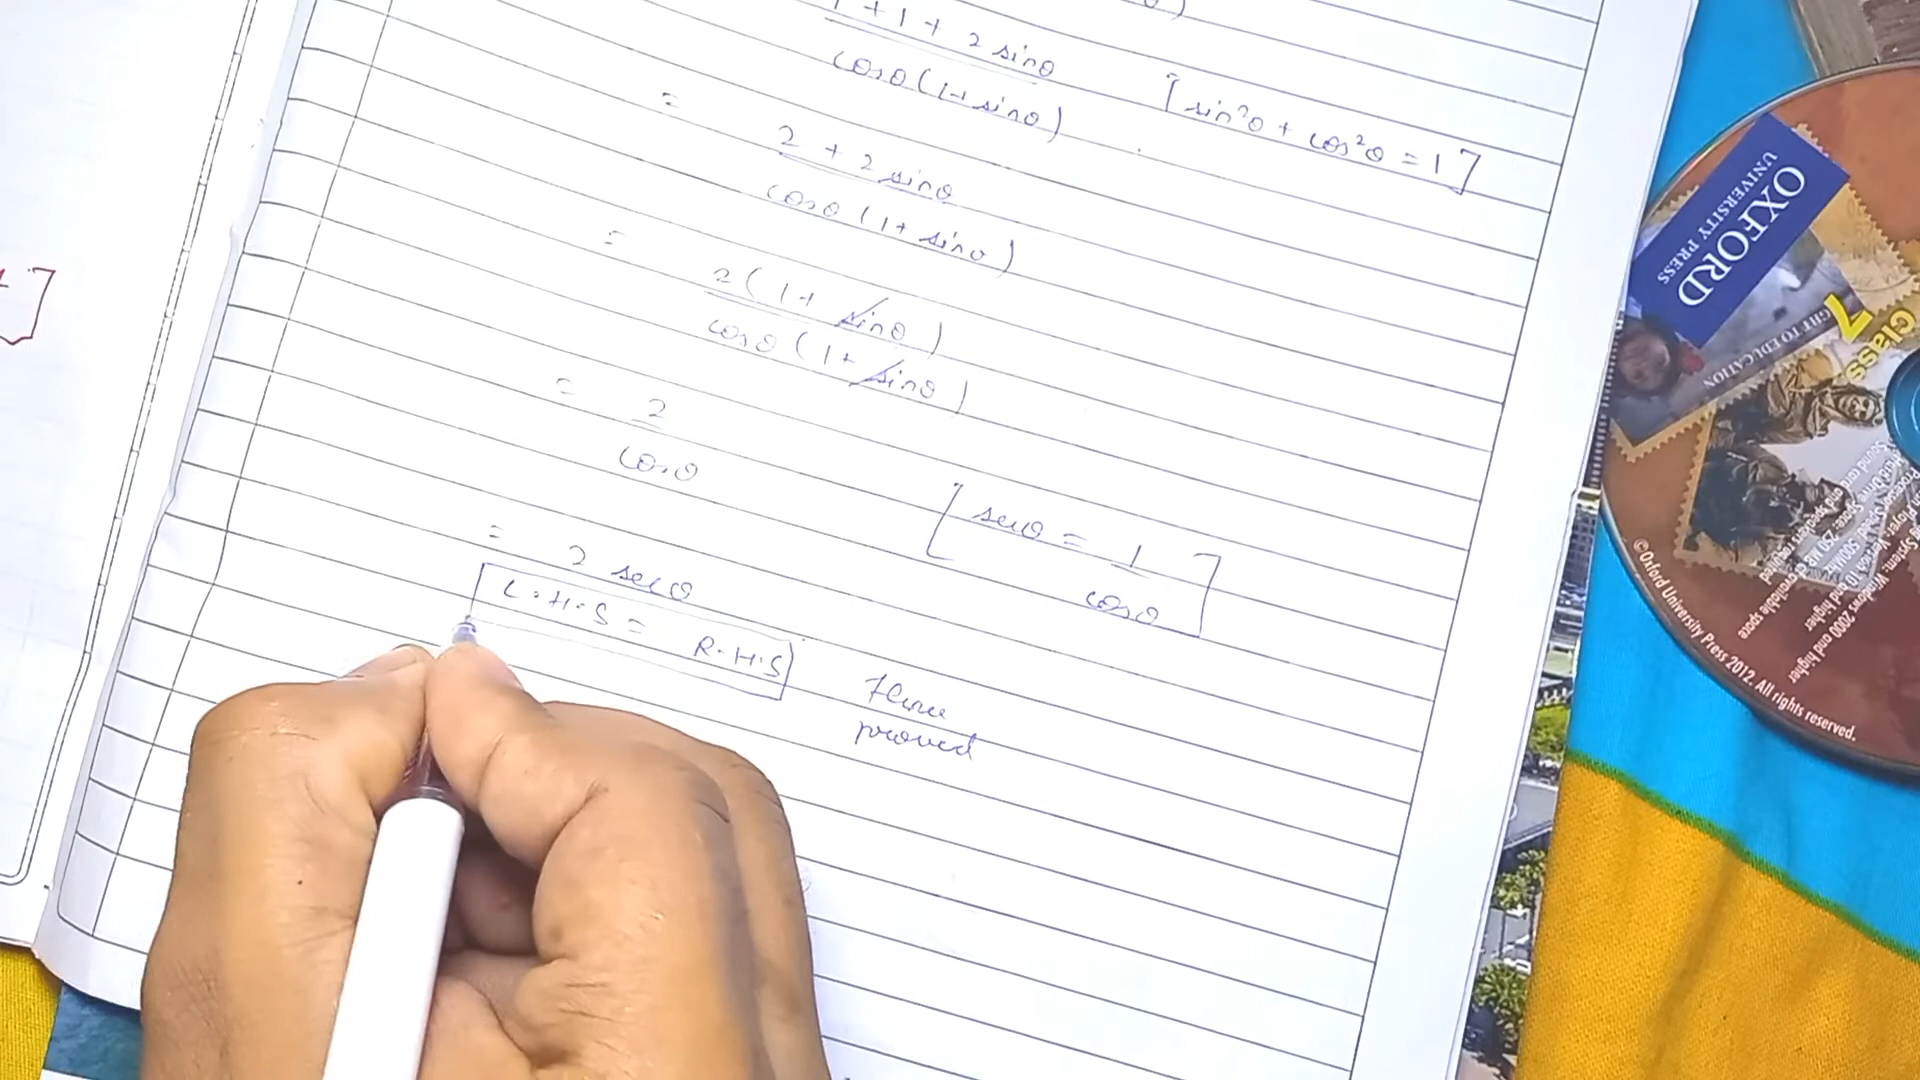 1 + 1 + 2 sinθ
cosθ (1 + sinθ)
[sin²θ + cos²θ = 1]
= 2 + 2 sinθ
cosθ (1 + sinθ)
= 2 (1 + sinθ)
cosθ (1 + sinθ)
= 2
cosθ
= 2 secθ
[secθ = 1
cosθ]
L.H.S = R.H.S
Hence
proved
OXFORD
UNIVERSITY PRESS
GHT TO EDUCATION
Class
7
© Oxford University Press 2012. All rights reserved.